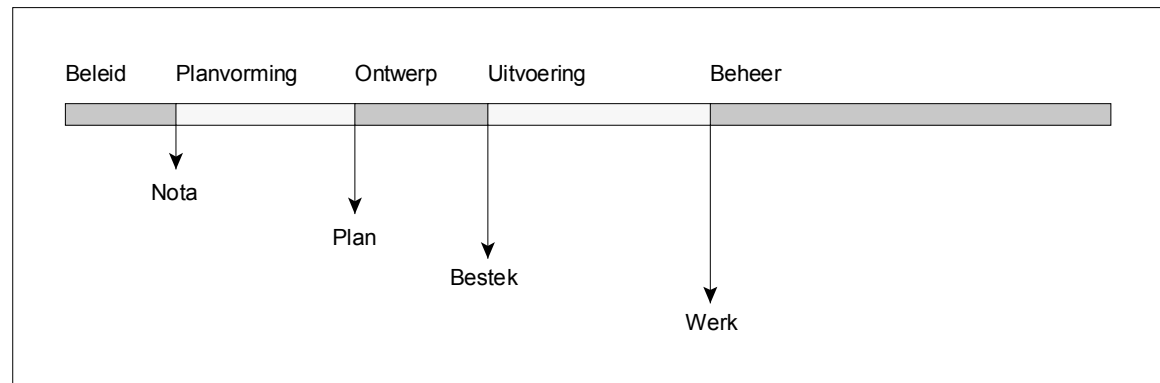 Beleid Planvorming Ontwerp Uitvoering Beheer
Nota
Plan
Bestek
Werk